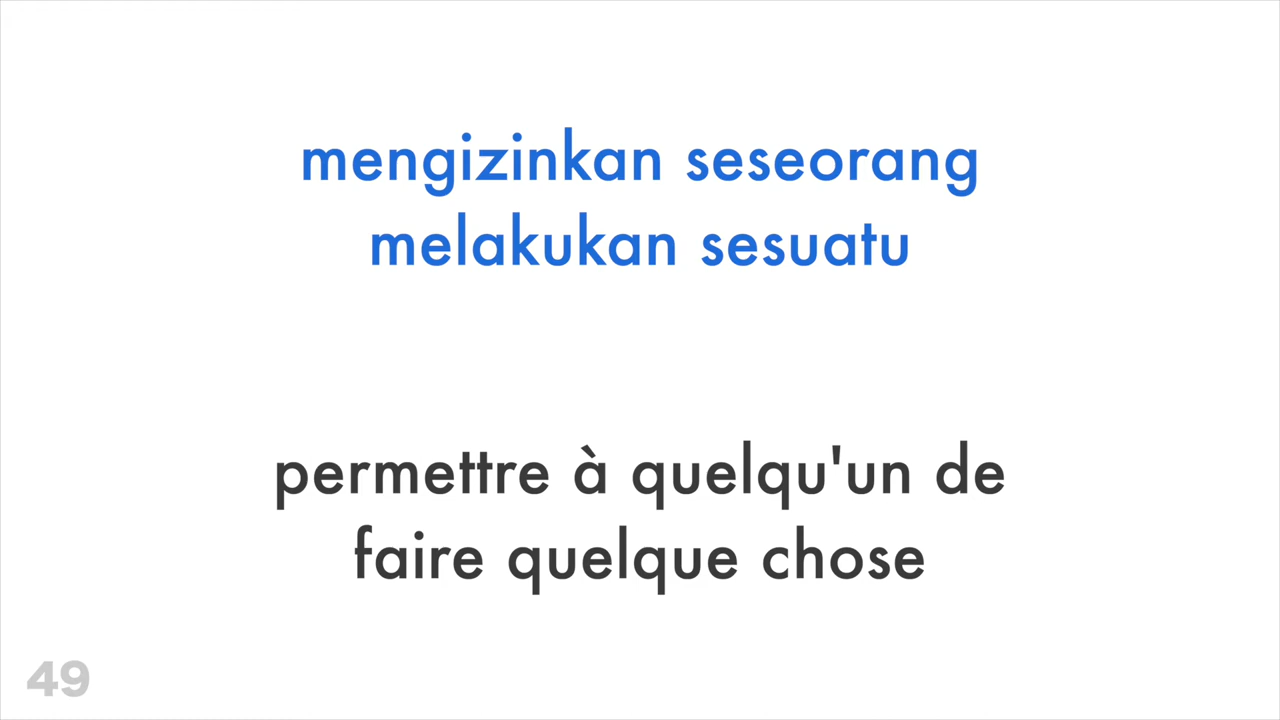 mengizinkan seseorang
melakukan sesuatu
permettre à quelqu'un de
faire quelque chose
49